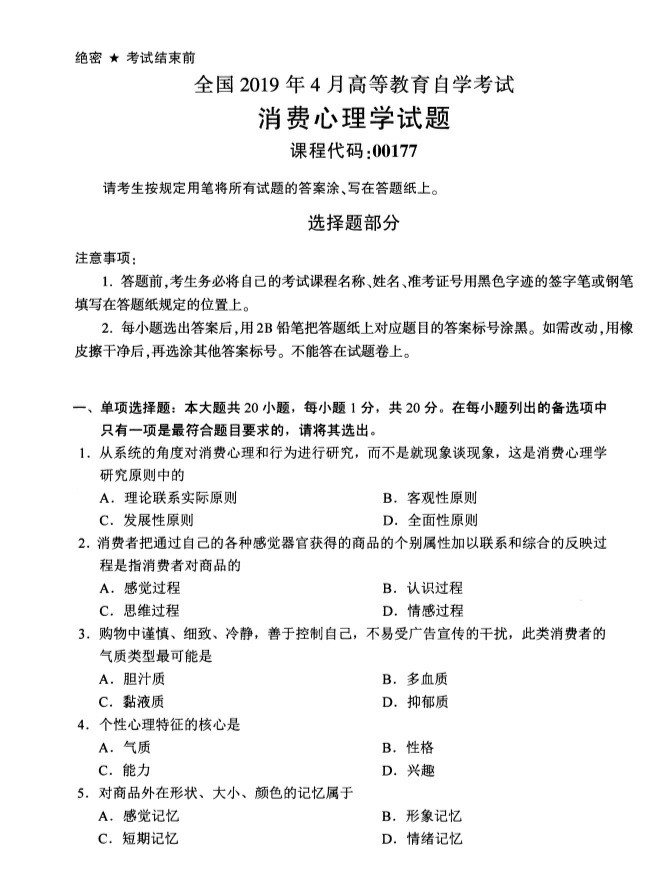 绝密 ★ 考试结束前
全国 2019 年 4 月高等教育自学考试
消费心理学试题
课程代码:00177
请考生按规定用笔将所有试题的答案涂、写在答题纸上。
选择题部分
注意事项:
1. 答题前,考生务必将自己的考试课程名称、姓名、准考证号用黑色字迹的签字笔或钢笔
填写在答题纸规定的位置上。
2. 每小题选出答案后,用 2B 铅笔把答题纸上对应题目的答案标号涂黑。如需改动,用橡
皮擦干净后,再选涂其他答案标号。不能答在试题卷上。
一、单项选择题：本大题共 20 小题，每小题 1 分，共 20 分。在每小题列出的备选项中
只有一项是最符合题目要求的，请将其选出。
1．从系统的角度对消费心理和行为进行研究，而不是就现象谈现象，这是消费心理学
研究原则中的
A．理论联系实际原则 B．客观性原则
C．发展性原则 D．全面性原则
2．消费者把通过自己的各种感觉器官获得的商品的个别属性加以联系和综合的反映过
程是指消费者对商品的
A．感觉过程 B．认识过程
C．思维过程 D．情感过程
3．购物中谨慎、细致、冷静，善于控制自己，不易受广告宣传的干扰，此类消费者的
气质类型最可能是
A．胆汁质 B．多血质
C．黏液质 D．抑郁质
4．个性心理特征的核心是
A．气质 B．性格
C．能力 D．兴趣
5．对商品外在形状、大小、颜色的记忆属于
A．感觉记忆 B．形象记忆
C．短期记忆 D．情绪记忆